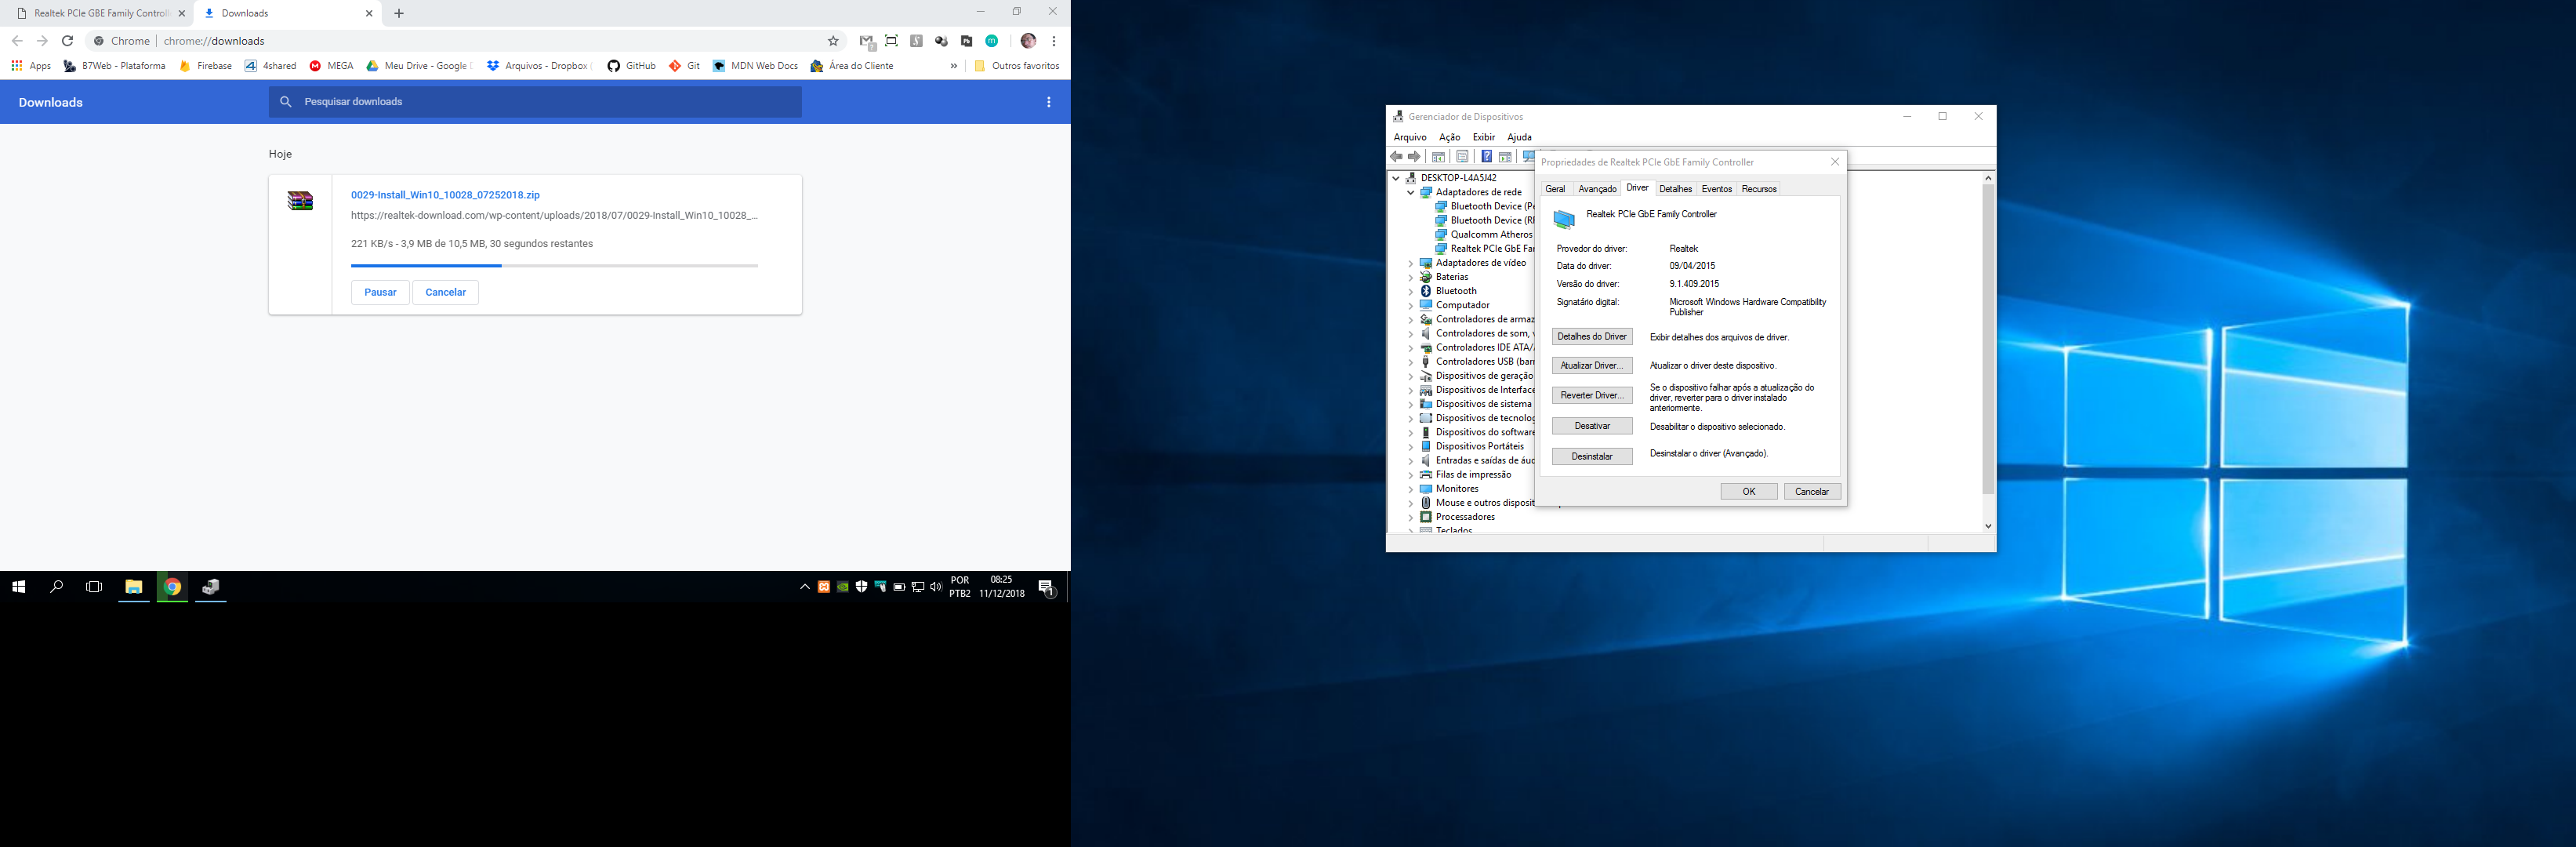 Realtek PCIe GBE Family Controll
Downloads
Chrome
chrome://downloads
Apps
B7Web - Plataforma
Firebase
4shared
MEGA
Meu Drive - Google
Arquivos - Dropbox
GitHub
Git
MDN Web Docs
Área do Cliente
»
Outros favoritos
Downloads
Pesquisar downloads
Hoje
0029-Install_Win10_10028_07252018.zip
https://realtek-download.com/wp-content/uploads/2018/07/0029-Install_Win10_10028_...
221 KB/s - 3,9 MB de 10,5 MB, 30 segundos restantes
Pausar
Cancelar
POR
PTB2
08:25
11/12/2018
1
Gerenciador de Dispositivos
Arquivo Ação Exibir Ajuda
DESKTOP-L4A5J42
Adaptadores de rede
Bluetooth Device (Pe
Bluetooth Device (RF
Qualcomm Atheros
Realtek PCIe GbE Fa
Adaptadores de vídeo
Baterias
Bluetooth
Computador
Controladores de armaz
Controladores de som, v
Controladores IDE ATA/A
Controladores USB (barr
Dispositivos de geração
Dispositivos de Interface
Dispositivos de sistema
Dispositivos de tecnolog
Dispositivos do software
Dispositivos Portáteis
Entradas e saídas de áud
Filas de impressão
Monitores
Mouse e outros disposit
Processadores
Teclados
Propriedades de Realtek PCIe GbE Family Controller
Geral Avançado Driver Detalhes Eventos Recursos
Realtek PCIe GbE Family Controller
Provedor do driver: Realtek
Data do driver: 09/04/2015
Versão do driver: 9.1.409.2015
Signatário digital: Microsoft Windows Hardware Compatibility
Publisher
Detalhes do Driver Exibir detalhes dos arquivos de driver.
Atualizar Driver... Atualizar o driver deste dispositivo.
Reverter Driver... Se o dispositivo falhar após a atualização do
driver, reverter para o driver instalado
anteriormente.
Desativar Desabilitar o dispositivo selecionado.
Desinstalar Desinstalar o driver (Avançado).
OK Cancelar